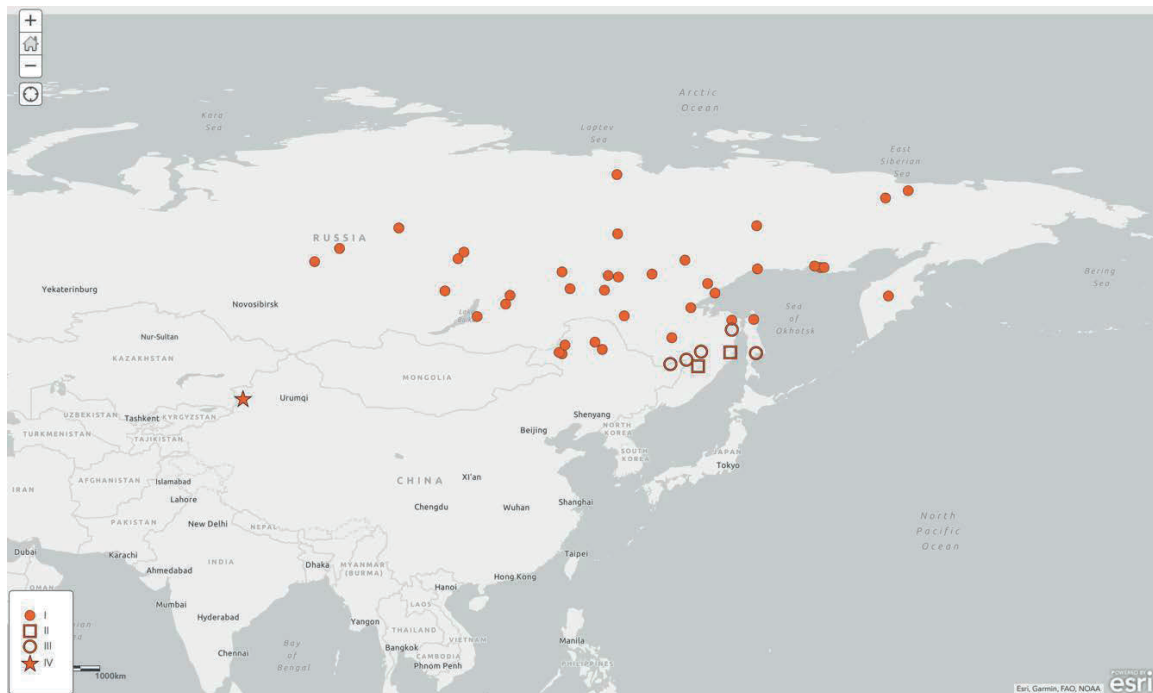 +
−
Arctic
Ocean
Kara
Sea
Laptev
Sea
East
Siberian
Sea
RUSSIA
Bering
Sea
Yekaterinburg
Novosibirsk
Sea
of
Okhotsk
Nur-Sultan
KAZAKHSTAN
MONGOLIA
Urumqi
UZBEKISTAN
Tashkent
KYRGYZSTAN
Shenyang
Beijing
NORTH
KOREA
TURKMENISTAN
TAJIKISTAN
SOUTH
KOREA
JAPAN
Tokyo
AFGHANISTAN
Islamabad
CHINA
XI'an
IRAN
Lahore
Chengdu
Wuhan
Shanghai
PAKISTAN
New Delhi
NEPAL
North
Pacific
Ocean
Dubai
Karachi
Ahmedabad
INDIA
Dhaka
MYANMAR
(BURMA)
Taipei
Hong Kong
OMAN
Hanoi
Mumbai
Hyderabad
LAOS
Yangon
THAILAND
VIETNAM
Bay
of
Bengal
Manila
Chennai
Bangkok
CAMBODIA
Phnom Penh
PHILIPPINES
I
II
III
IV
1000km
POWERED BY
esri
Esri, Garmin, FAO, NOAA